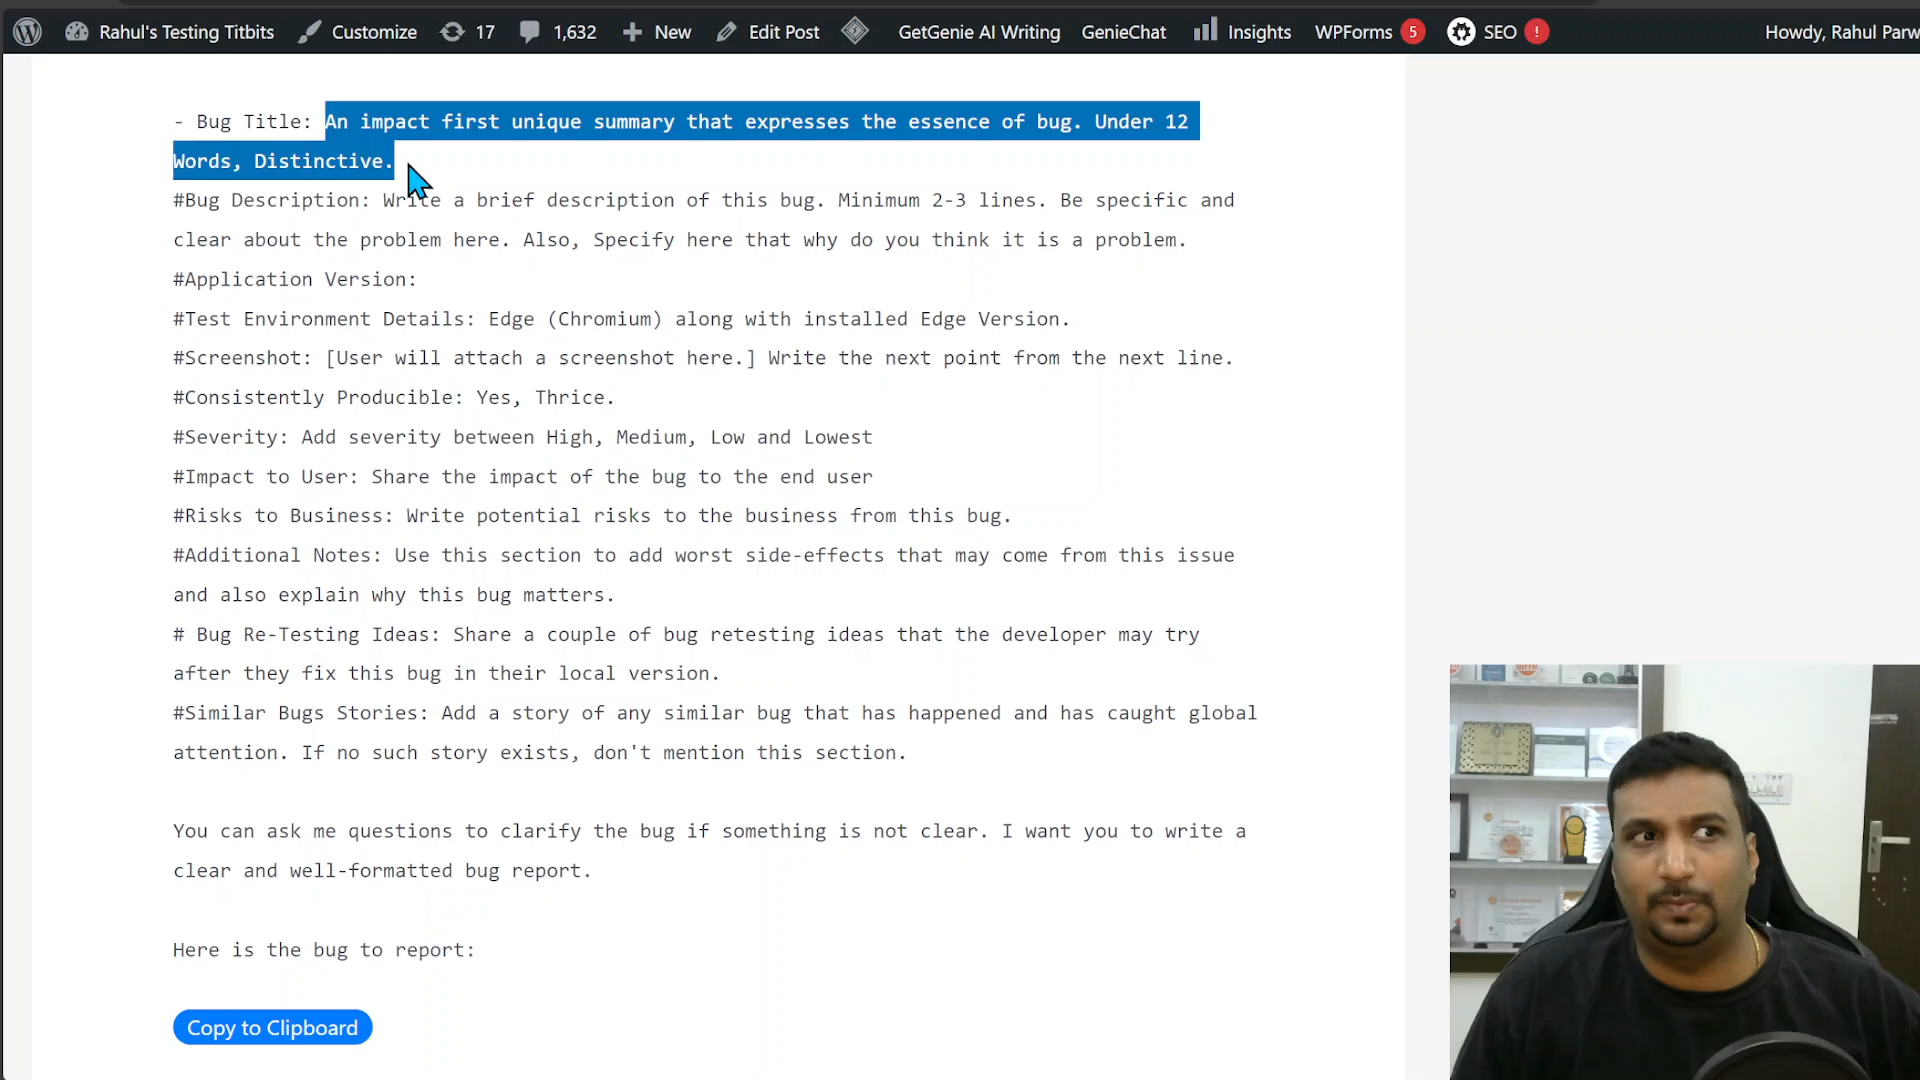 Rahul's Testing Titbits Customize 17 1,632 New Edit Post GetGenie AI Writing GenieChat Insights WPForms 5 SEO ! Howdy, Rahul Parw
- Bug Title: An impact first unique summary that expresses the essence of bug. Under 12
Words, Distinctive.
#Bug Description: Write a brief description of this bug. Minimum 2-3 lines. Be specific and
clear about the problem here. Also, Specify here that why do you think it is a problem.
#Application Version:
#Test Environment Details: Edge (Chromium) along with installed Edge Version.
#Screenshot: [User will attach a screenshot here.] Write the next point from the next line.
#Consistently Producible: Yes, Thrice.
#Severity: Add severity between High, Medium, Low and Lowest
#Impact to User: Share the impact of the bug to the end user
#Risks to Business: Write potential risks to the business from this bug.
#Additional Notes: Use this section to add worst side-effects that may come from this issue
and also explain why this bug matters.
# Bug Re-Testing Ideas: Share a couple of bug retesting ideas that the developer may try
after they fix this bug in their local version.
#Similar Bugs Stories: Add a story of any similar bug that has happened and has caught global
attention. If no such story exists, don't mention this section.
You can ask me questions to clarify the bug if something is not clear. I want you to write a
clear and well-formatted bug report.
Here is the bug to report:
Copy to Clipboard